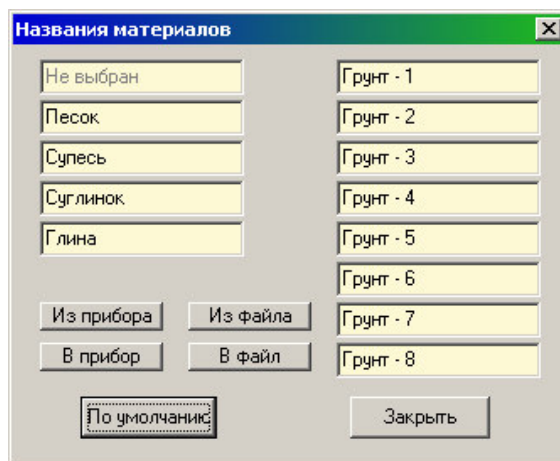 Названия материалов
Не выбран
Песок
Супесь
Суглинок
Глина
Грунт - 1
Грунт - 2
Грунт - 3
Грунт - 4
Грунт - 5
Грунт - 6
Грунт - 7
Грунт - 8
Из прибора
Из файла
В прибор
В файл
По умолчанию
Закрыть